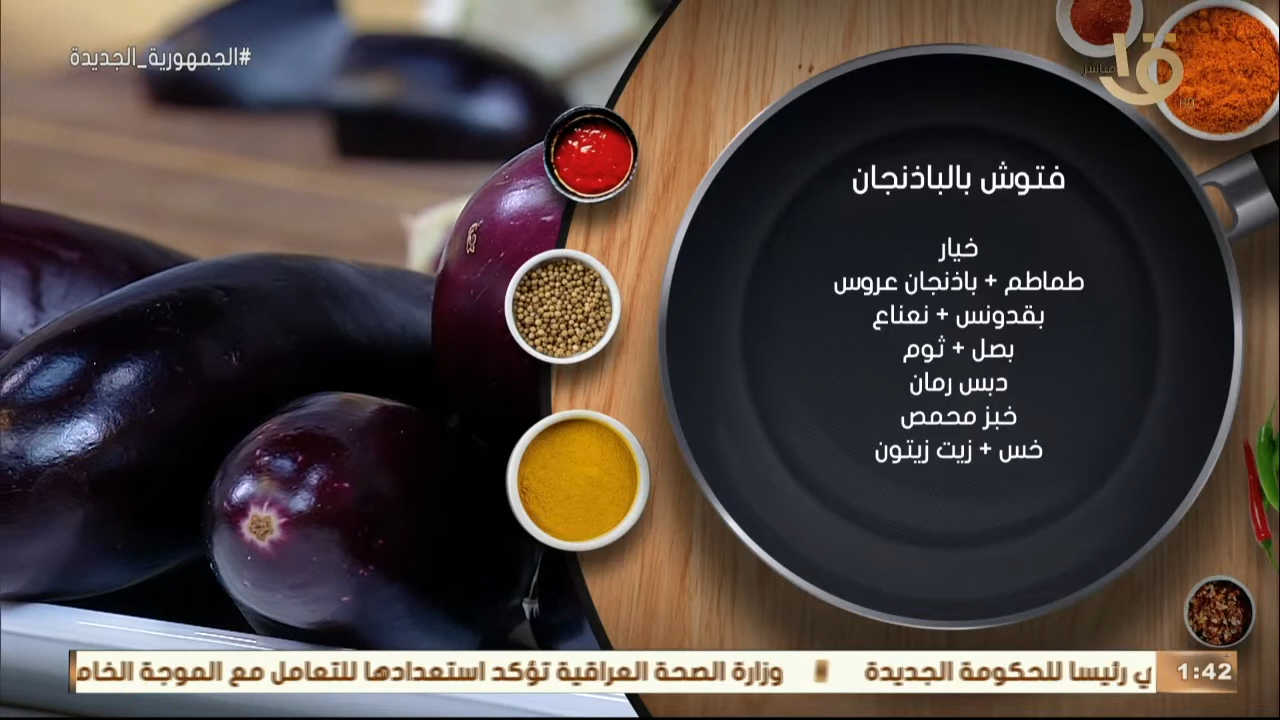 #الجمهورية_الجديدة
مباشر
فتوش بالباذنجان
خيار
طماطم + باذنجان عروس
بقدونس + نعناع
بصل + ثوم
دبس رمان
خبز محمص
خس + زيت زيتون
1:42
رئيسا للحكومة الجديدة
وزارة الصحة العراقية تؤكد استعدادها للتعامل مع الموجة